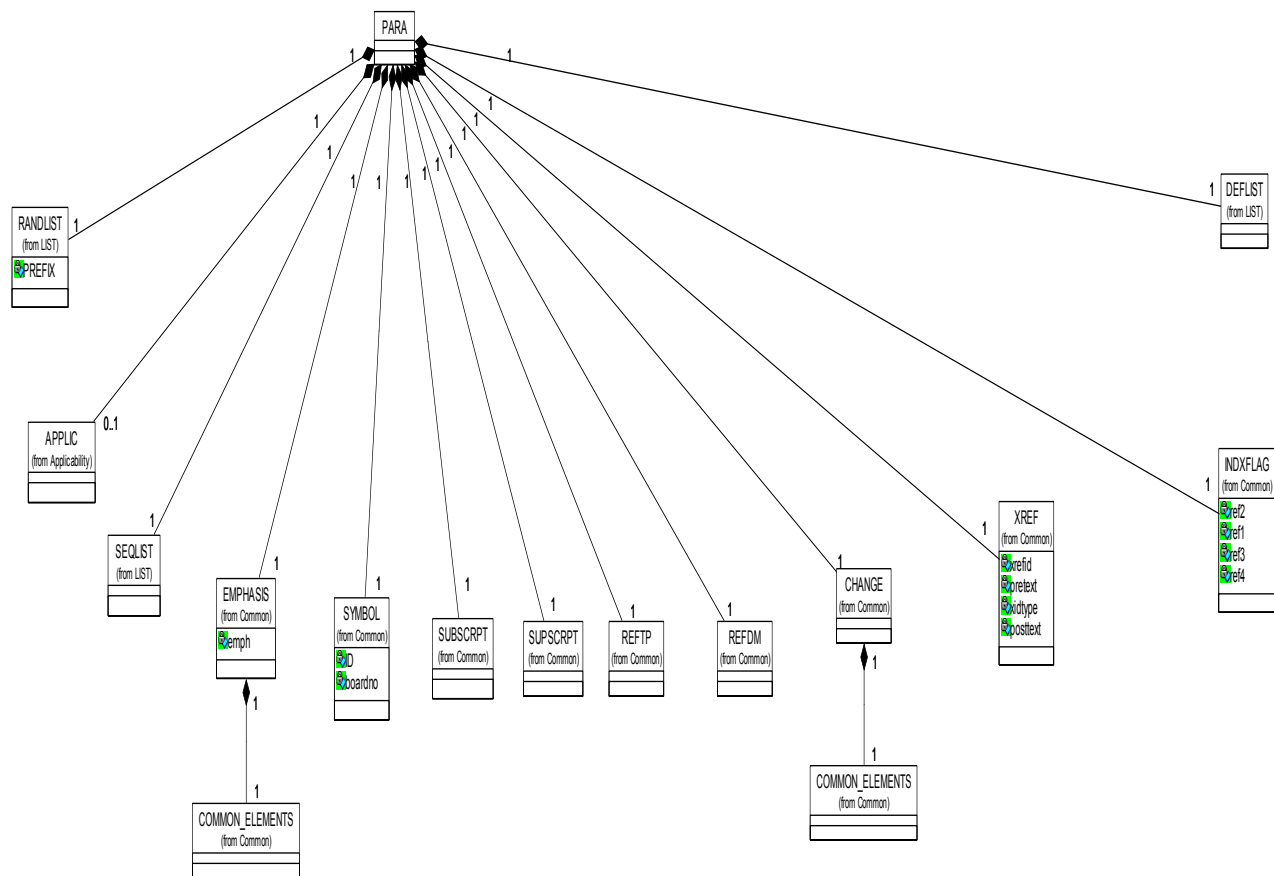 PARA
1
1
1
1
1
1
1
1
1
1
1
1
1
DEFLIST
(from LIST)
1
RANDLIST
(from LIST)
PREFIX
1
APPLIC
(from Applicability)
0..1
INDXFLAG
(from Common)
ref2
ref1
ref3
ref4
1
XREF
(from Common)
xrefid
pretext
xidtype
posttext
1
SEQLIST
(from LIST)
1
EMPHASIS
(from Common)
emph
1
1
SYMBOL
(from Common)
ID
boardno
1
SUBSCRPT
(from Common)
1
SUPSCRPT
(from Common)
1
REFTP
(from Common)
1
REFDM
(from Common)
1
CHANGE
(from Common)
1
1
1
COMMON_ELEMENTS
(from Common)
1
COMMON_ELEMENTS
(from Common)